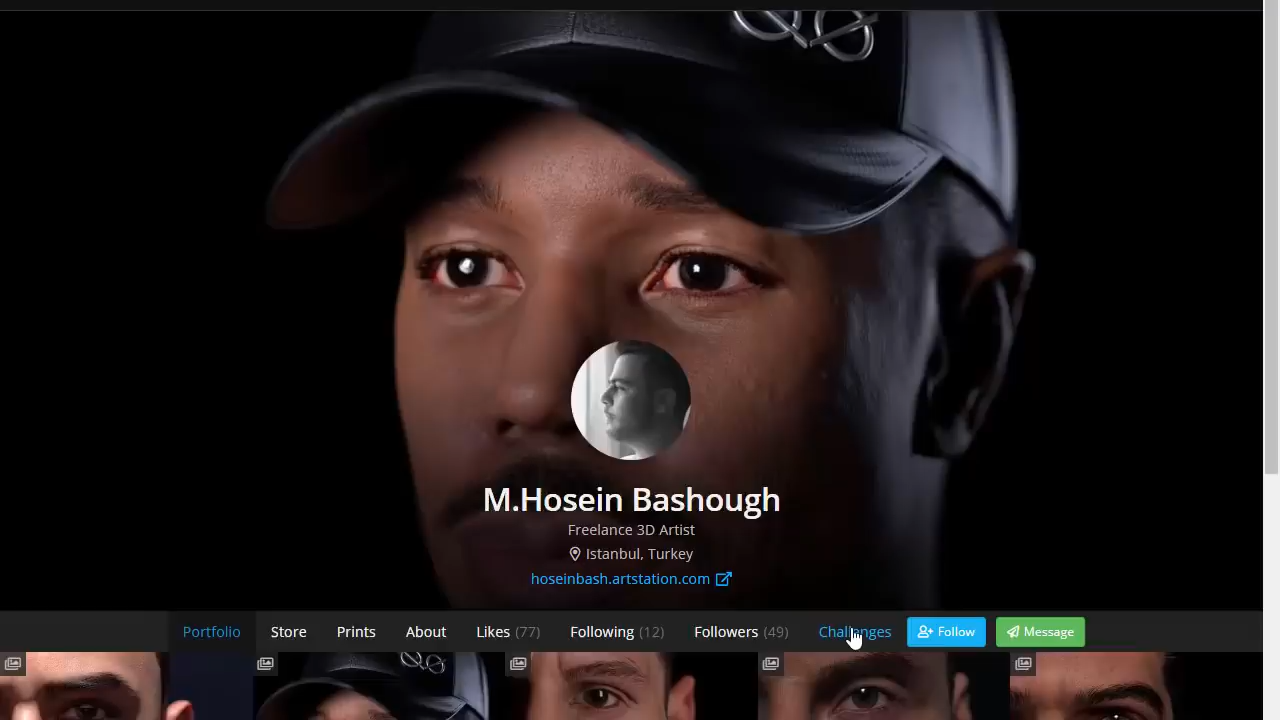 M.Hosein Bashough
Freelance 3D Artist
Istanbul, Turkey
hoseinbash.artstation.com
Portfolio Store Prints About Likes (77) Following (12) Followers (49) Challenges Follow Message